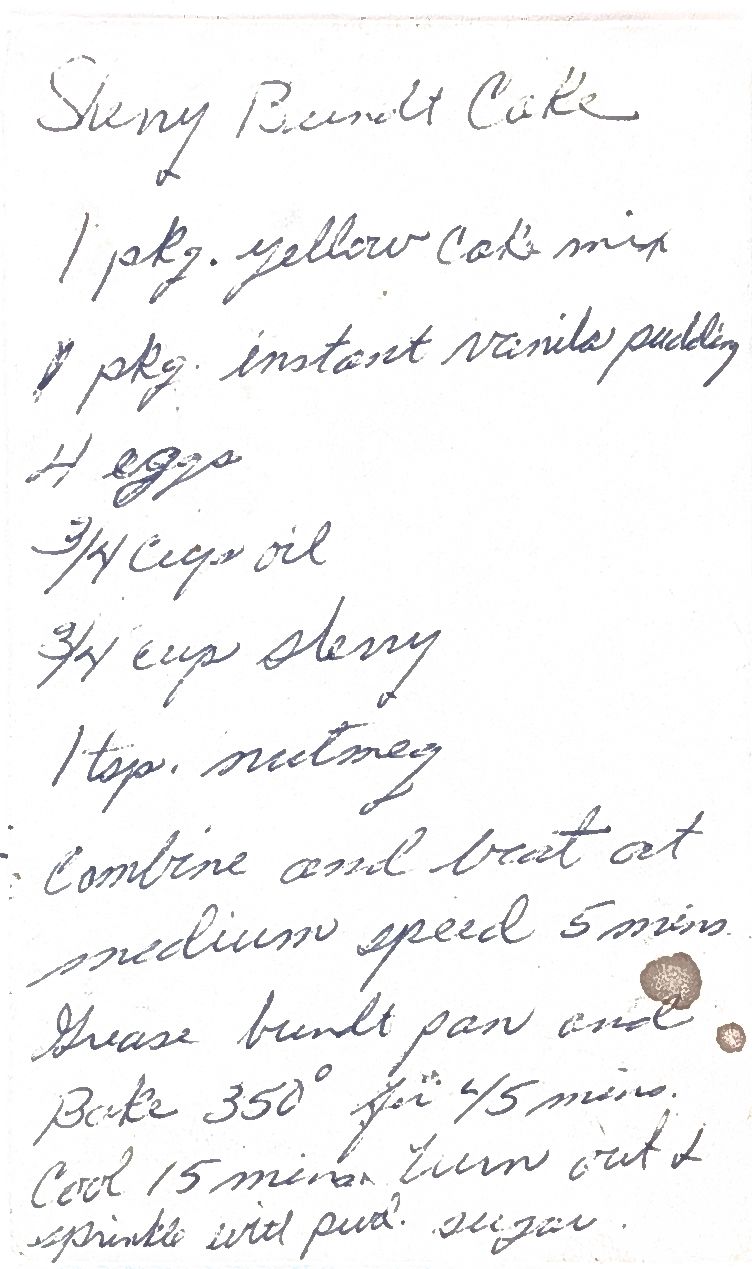 Sherry Bundt Cake
1 pkg. yellow cake mix
1 pkg. instant vanila pudding
4 eggs
3/4 cups oil
3/4 cup sherry
1 tsp. nutmeg
Combine and beat at
medium speed 5 mins.
Grease bundt pan and
Bake 350° for 45 mins.
Cool 15 mins. Turn out &
sprinkle with pwd. sugar.